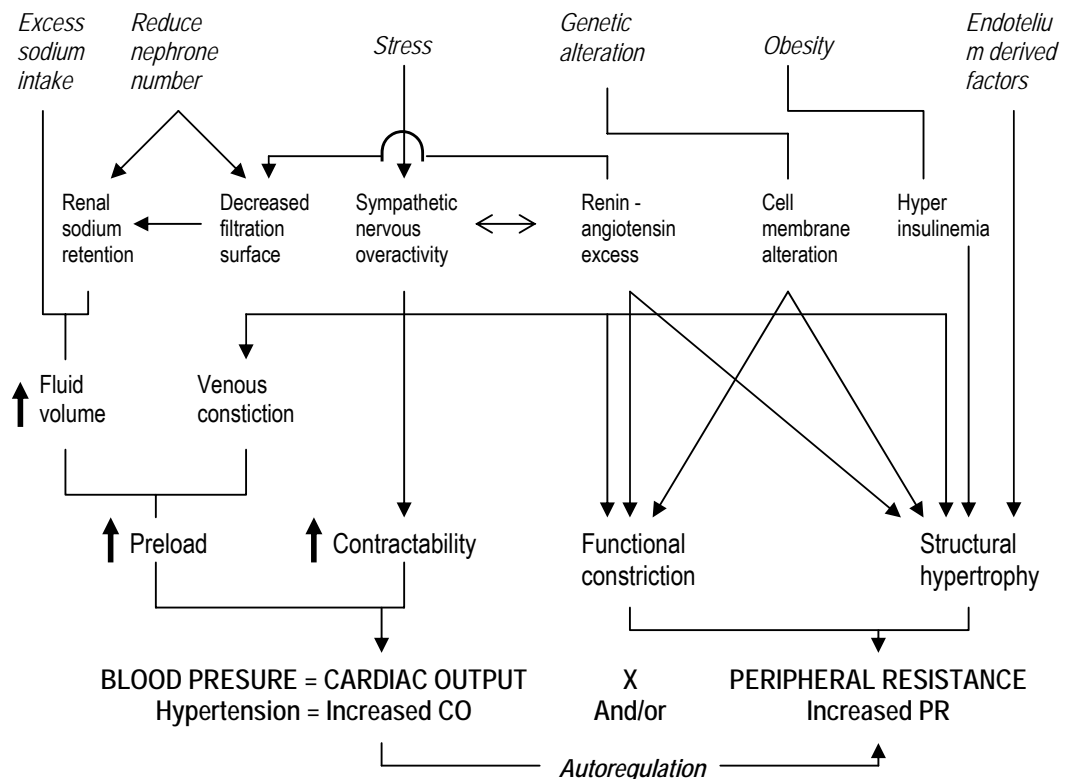 Excess
sodium
intake
Reduce
nephrone
number
Stress
Genetic
alteration
Obesity
Endoteliu
m derived
factors
Renal
sodium
retention
Decreased
filtration
surface
Sympathetic
nervous
overactivity
Renin -
angiotensin
excess
Cell
membrane
alteration
Hyper
insulinemia
Fluid
volume
Venous
constiction
Preload
Contractability
Functional
constriction
Structural
hypertrophy
BLOOD PRESURE = CARDIAC OUTPUT
Hypertension = Increased CO
X
And/or
PERIPHERAL RESISTANCE
Increased PR
Autoregulation